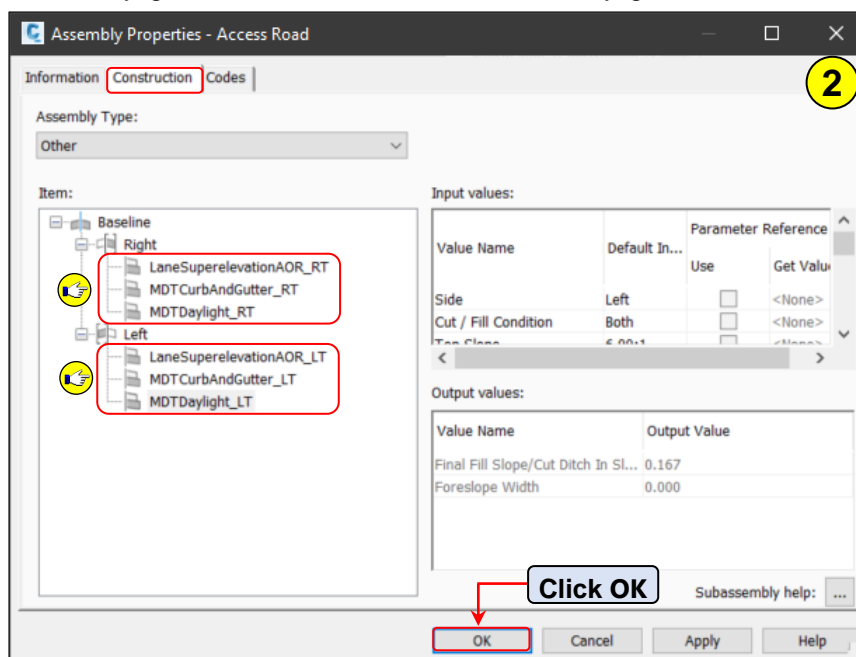 Assembly Properties - Access Road
Information Construction Codes
2
Assembly Type:
Other
Item:
Baseline
Right
LaneSuperelevationAOR_RT
MDTCurbAndGutter_RT
MDTDaylight_RT
Left
LaneSuperelevationAOR_LT
MDTCurbAndGutter_LT
MDTDaylight_LT
Input values:
Value Name Default In... Parameter Reference
Use Get Valu
Side Left <None>
Cut / Fill Condition Both <None>
Output values:
Value Name Output Value
Final Fill Slope/Cut Ditch In Sl... 0.167
Foreslope Width 0.000
Click OK
Subassembly help: ...
OK Cancel Apply Help